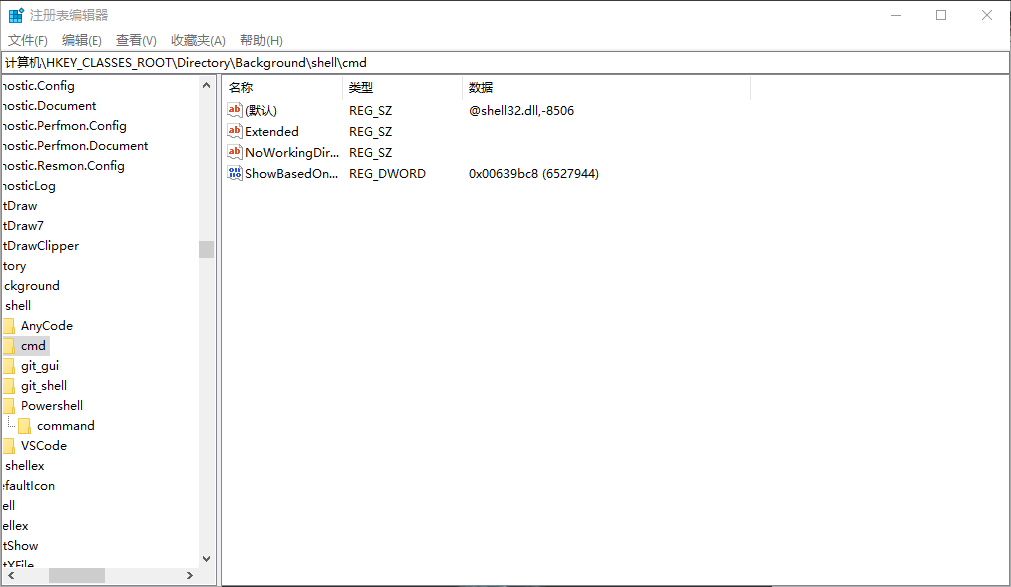 注册表编辑器
文件(F) 编辑(E) 查看(V) 收藏夹(A) 帮助(H)
计算机\HKEY_CLASSES_ROOT\Directory\Background\shell\cmd
nostic.Config
nostic.Document
nostic.Perfmon.Config
nostic.Perfmon.Document
nostic.Resmon.Config
nosticLog
tDraw
tDraw7
tDrawClipper
tory
ckground
shell
AnyCode
cmd
git_gui
git_shell
Powershell
command
VSCode
shellex
efaultIcon
ell
ellex
tShow
tXFile
名称 类型 数据
(默认) REG_SZ @shell32.dll,-8506
Extended REG_SZ
NoWorkingDir... REG_SZ
ShowBasedOn... REG_DWORD 0x00639bc8 (6527944)